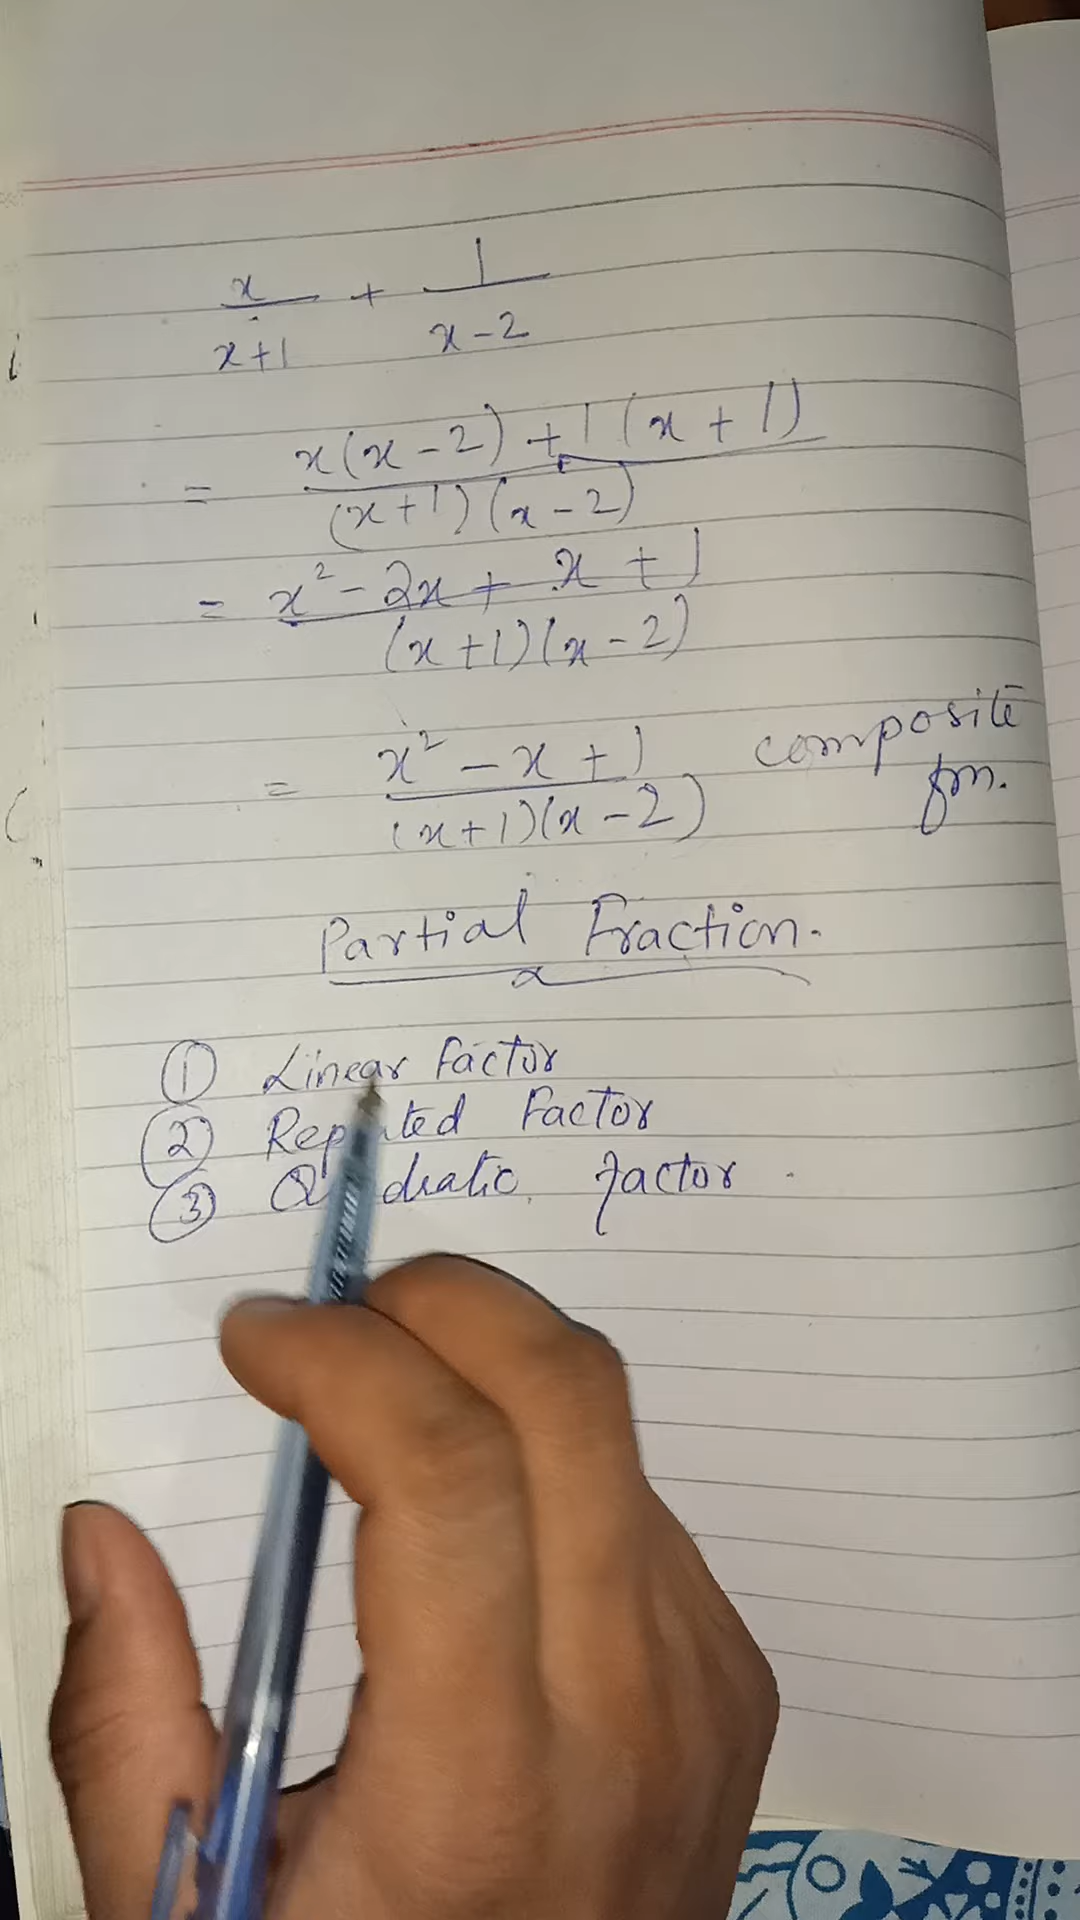 x/(x+1) + 1/(x-2)
= (x(x-2)+1(x+1))/((x+1)(x-2))
= (x²-2x+x+1)/((x+1)(x-2))
= (x²-x+1)/((x+1)(x-2)) composite
fm.
Partial Fraction.
① Linear factor
② Repeated Factor
③ Quadratic factor